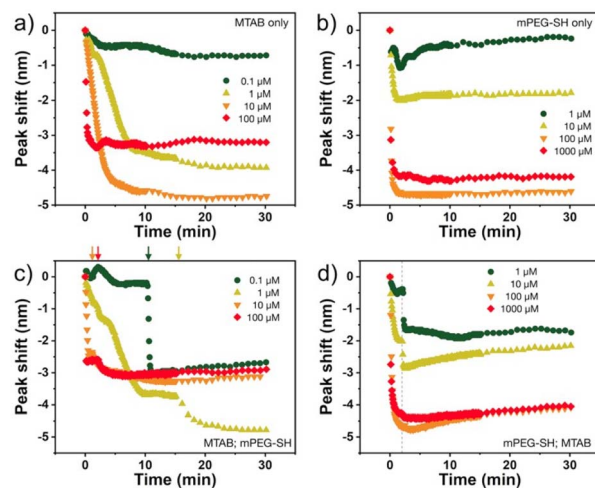 a)
MTAB only
0
-1
-2
-3
-4
-5
Peak shift (nm)
0.1 µM
1 µM
10 µM
100 µM
0 10 20 30
Time (min)
b)
mPEG-SH only
0
-1
-2
-3
-4
-5
Peak shift (nm)
1 µM
10 µM
100 µM
1000 µM
0 10 20 30
Time (min)
c)
0
-1
-2
-3
-4
-5
Peak shift (nm)
0.1 µM
1 µM
10 µM
100 µM
MTAB; mPEG-SH
0 10 20 30
Time (min)
d)
0
-1
-2
-3
-4
-5
Peak shift (nm)
1 µM
10 µM
100 µM
1000 µM
mPEG-SH; MTAB
0 10 20 30
Time (min)